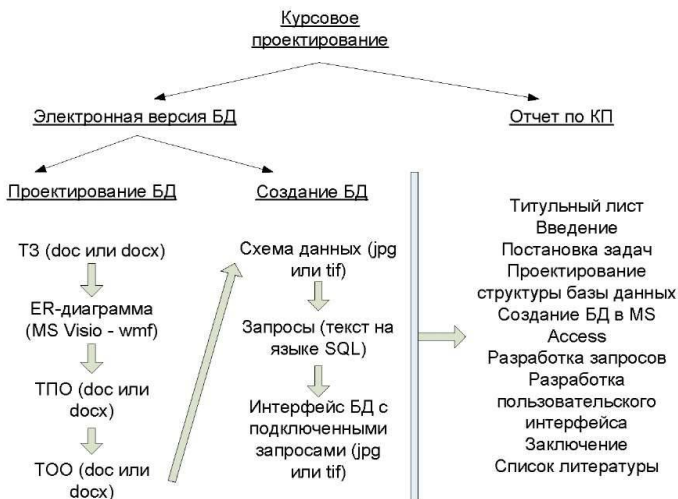 Курсовое
проектирование
Электронная версия БД
Отчет по КП
Проектирование БД
Создание БД
ТЗ (doc или docx)
ER-диаграмма
(MS Visio - wmf)
ТПО (doc или
docx)
ТОО (doc или
docx)
Схема данных (jpg
или tif)
Запросы (текст на
языке SQL)
Интерфейс БД с
подключенными
запросами (jpg
или tif)
Титульный лист
Введение
Постановка задач
Проектирование
структуры базы данных
Создание БД в MS
Access
Разработка запросов
Разработка
пользовательского
интерфейса
Заключение
Список литературы